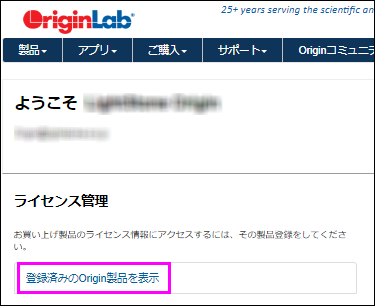 OriginLab®
25+ years serving the scientific an
製品 アプリ ご購入 サポート Originコミュニテ
ようこそ
ライセンス管理
お買い上げ製品のライセンス情報にアクセスするには、その製品登録をしてくださ
い。
登録済みのOrigin製品を表示